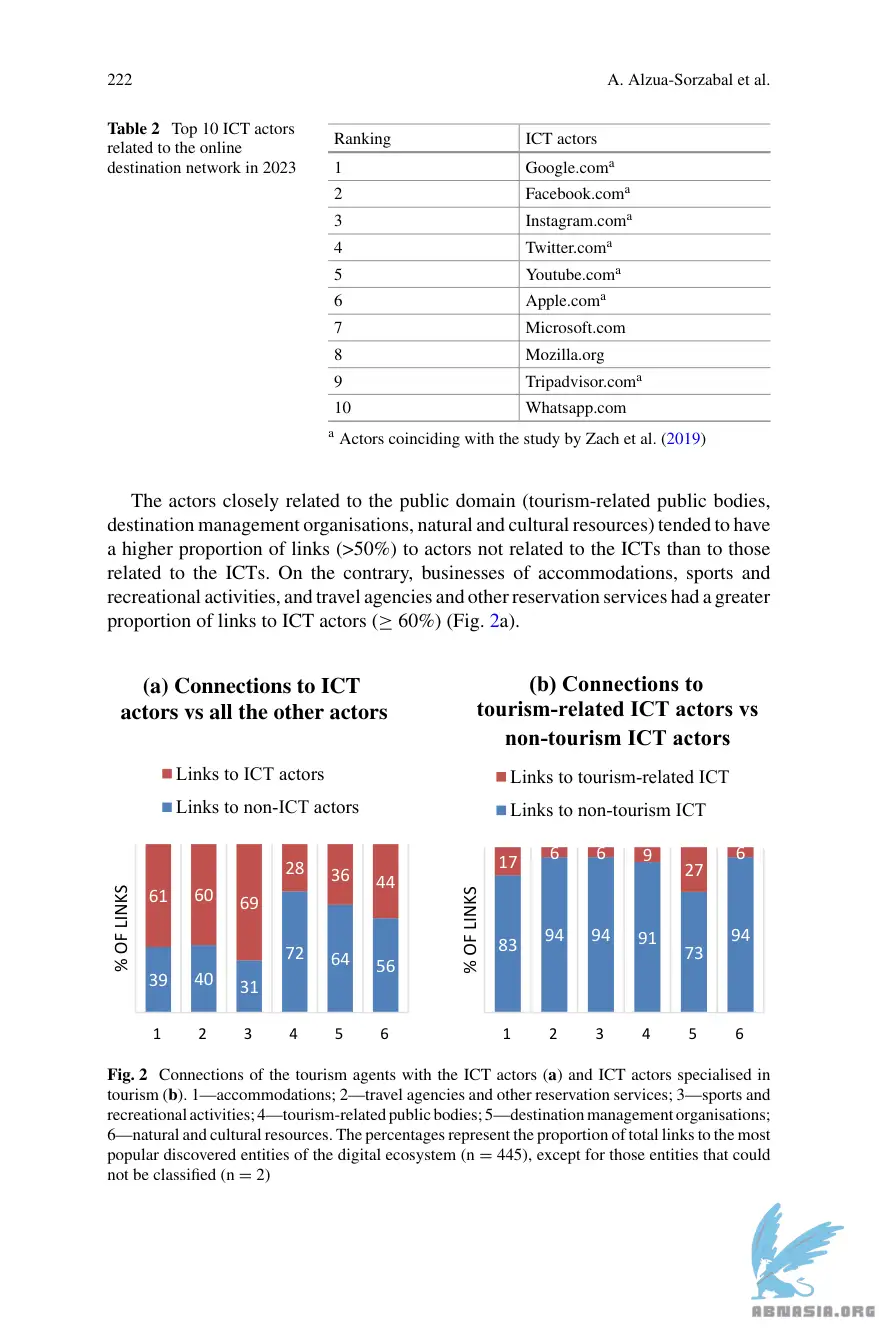 222
A. Alzua-Sorzabal et al.
Table 2 Top 10 ICT actors
related to the online
destination network in 2023
Ranking ICT actors
1 Google.comᵃ
2 Facebook.comᵃ
3 Instagram.comᵃ
4 Twitter.comᵃ
5 Youtube.comᵃ
6 Apple.comᵃ
7 Microsoft.com
8 Mozilla.org
9 Tripadvisor.comᵃ
10 Whatsapp.com
ᵃ Actors coinciding with the study by Zach et al. (2019)
The actors closely related to the public domain (tourism-related public bodies,
destination management organisations, natural and cultural resources) tended to have
a higher proportion of links (>50%) to actors not related to the ICTs than to those
related to the ICTs. On the contrary, businesses of accommodations, sports and
recreational activities, and travel agencies and other reservation services had a greater
proportion of links to ICT actors (≥ 60%) (Fig. 2a).
(a) Connections to ICT
actors vs all the other actors
Links to ICT actors
Links to non-ICT actors
% OF LINKS
61 60 69 28 36 44
39 40 31 72 64 56
1 2 3 4 5 6
(b) Connections to
tourism-related ICT actors vs
non-tourism ICT actors
Links to tourism-related ICT
Links to non-tourism ICT
% OF LINKS
17 6 6 9 27 6
83 94 94 91 73 94
1 2 3 4 5 6
Fig. 2 Connections of the tourism agents with the ICT actors (a) and ICT actors specialised in
tourism (b). 1—accommodations; 2—travel agencies and other reservation services; 3—sports and
recreational activities; 4—tourism-related public bodies; 5—destination management organisations;
6—natural and cultural resources. The percentages represent the proportion of total links to the most
popular discovered entities of the digital ecosystem (n = 445), except for those entities that could
not be classified (n = 2)
ABNASIA.ORG